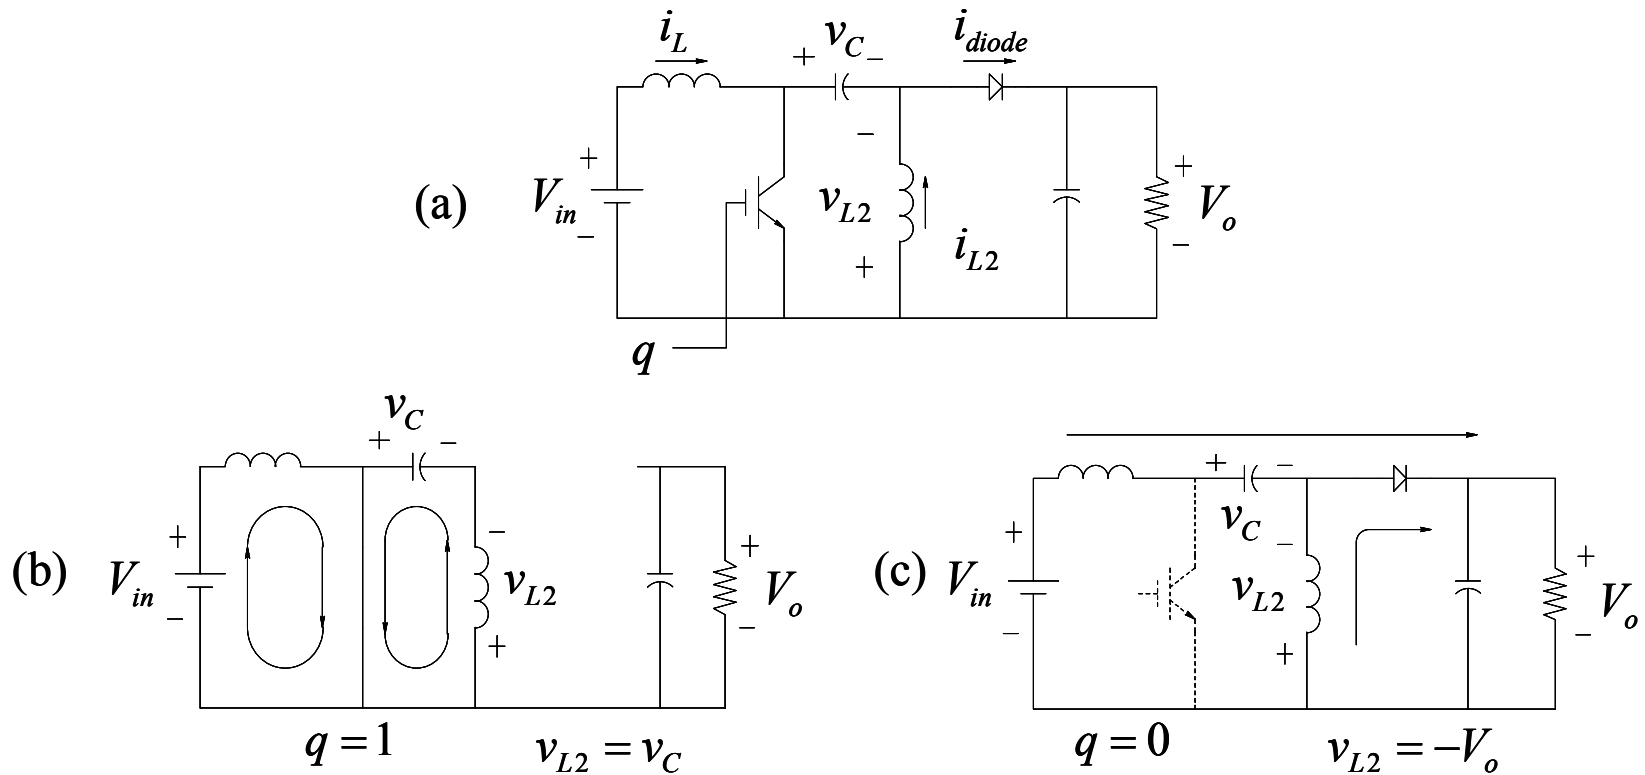 i_L
+ v_C −
i_diode
(a)
+
V_in
−
−
v_L2
+
i_L2
+
V_o
−
q
v_C
+ −
(b)
+
V_in
−
−
v_L2
+
+
V_o
−
q = 1
v_L2 = v_C
+ −
v_C
(c)
+
V_in
−
−
v_L2
+
+
V_o
−
q = 0
v_L2 = −V_o